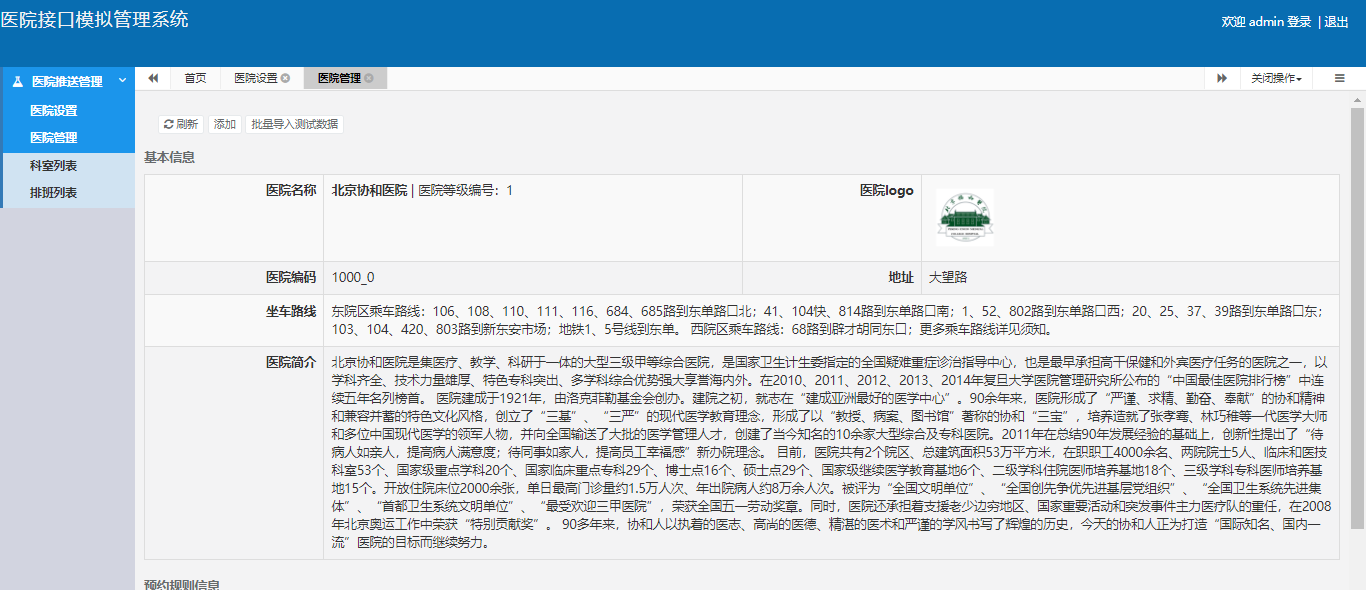 医院接口模拟管理系统
欢迎 admin 登录 | 退出
医院推送管理
医院设置
医院管理
科室列表
排班列表
首页
医院设置
医院管理
关闭操作
刷新
添加
批量导入测试数据
基本信息
医院名称
北京协和医院 | 医院等级编号：1
医院logo
医院编码
1000_0
地址
大望路
坐车路线
东院区乘车路线：106、108、110、111、116、684、685路到东单路口北；41、104快、814路到东单路口南；1、52、802路到东单路口西；20、25、37、39路到东单路口东；
103、104、420、803路到新东安市场；地铁1、5号线到东单。 西院区乘车路线：68路到辟才胡同东口；更多乘车路线详见须知。
医院简介
北京协和医院是集医疗、教学、科研于一体的大型三级甲等综合医院，是国家卫生计生委指定的全国疑难重症诊治指导中心，也是最早承担高干保健和外宾医疗任务的医院之一，以
学科齐全、技术力量雄厚、特色专科突出、多学科综合优势强大享誉海内外。在2010、2011、2012、2013、2014年复旦大学医院管理研究所公布的“中国最佳医院排行榜”中连
续五年名列榜首。 医院建成于1921年，由洛克菲勒基金会创办。建院之初，就志在“建成亚洲最好的医学中心”。90余年来，医院形成了“严谨、求精、勤奋、奉献”的协和精神
和兼容并蓄的特色文化风格，创立了“三基”、“三严”的现代医学教育理念，形成了以“教授、病案、图书馆”著称的协和“三宝”，培养造就了张孝骞、林巧稚等一代医学大师
和多位中国现代医学的领军人物，并向全国输送了大批的医学管理人才，创建了当今知名的10余家大型综合及专科医院。2011年在总结90年发展经验的基础上，创新性提出了“待
病人如亲人，提高病人满意度；待同事如家人，提高员工幸福感”新办院理念。 目前，医院共有2个院区、总建筑面积53万平方米，在职职工4000余名、两院院士5人、临床和医技
科室53个、国家级重点学科20个、国家临床重点专科29个、博士点16个、硕士点29个、国家级继续医学教育基地6个、二级学科住院医师培养基地18个、三级学科专科医师培养基
地15个。开放住院床位2000余张，单日最高门诊量约1.5万人次、年出院病人约8万余人次。被评为“全国文明单位”、“全国创先争优先进基层党组织”、“全国卫生系统先进集
体”、“首都卫生系统文明单位”、“最受欢迎三甲医院”，荣获全国五一劳动奖章。同时，医院还承担着支援老少边穷地区、国家重要活动和突发事件主力医疗队的重任，在2008
年北京奥运工作中荣获“特别贡献奖”。 90多年来，协和人以执着的医志、高尚的医德、精湛的医术和严谨的学风书写了辉煌的历史，今天的协和人正为打造“国际知名、国内一
流”医院的目标而继续努力。
预约规则信息